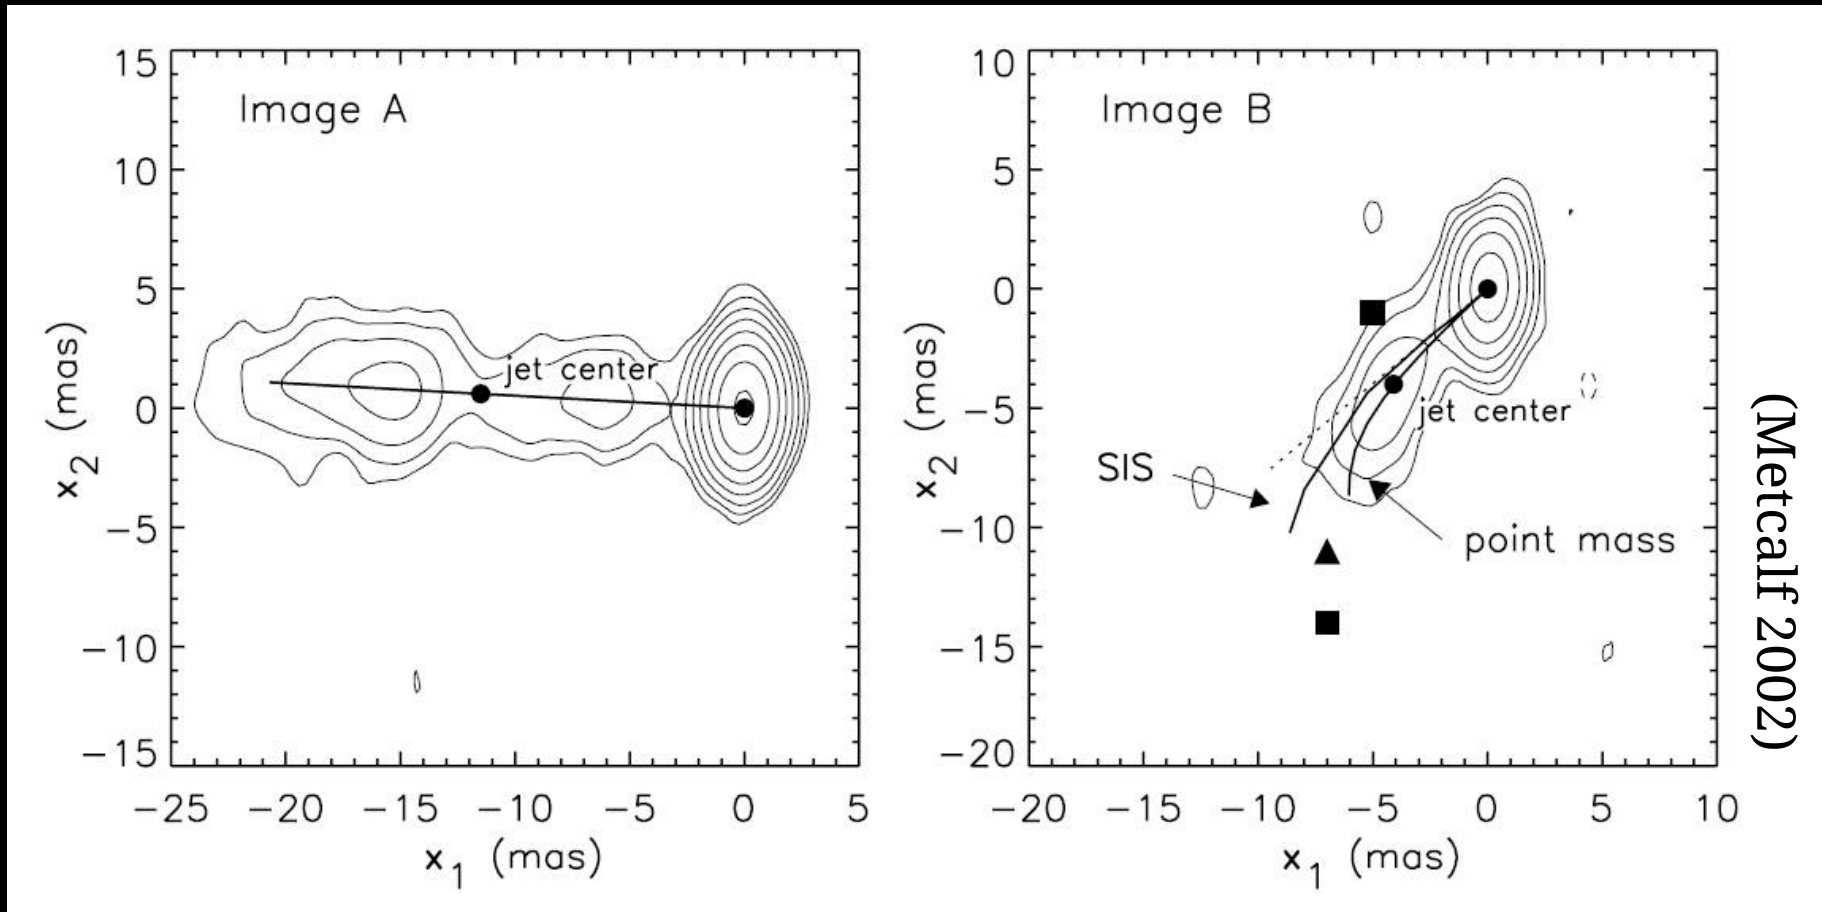 Image A
jet center
15
10
5
0
−5
−10
−15
−25 −20 −15 −10 −5 0 5
x1 (mas)
x2 (mas)
Image B
jet center
SIS
point mass
10
5
0
−5
−10
−15
−20
−20 −15 −10 −5 0 5 10
x1 (mas)
x2 (mas)
(Metcalf 2002)